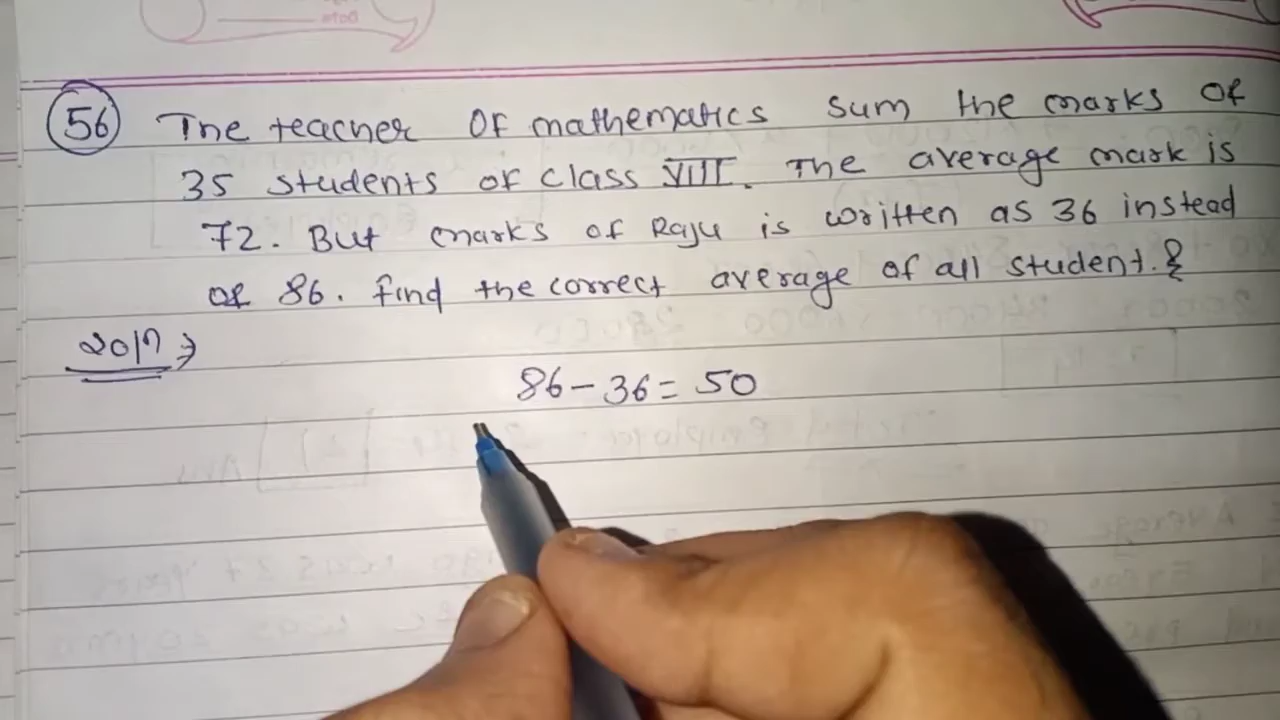 Date
56 The teacher of mathematics sum the marks of
35 students of class VIII. The average mark is
72. But marks of Raju is written as 36 instead
of 86. find the correct average of all student.?
2017 →
86 - 36 = 50